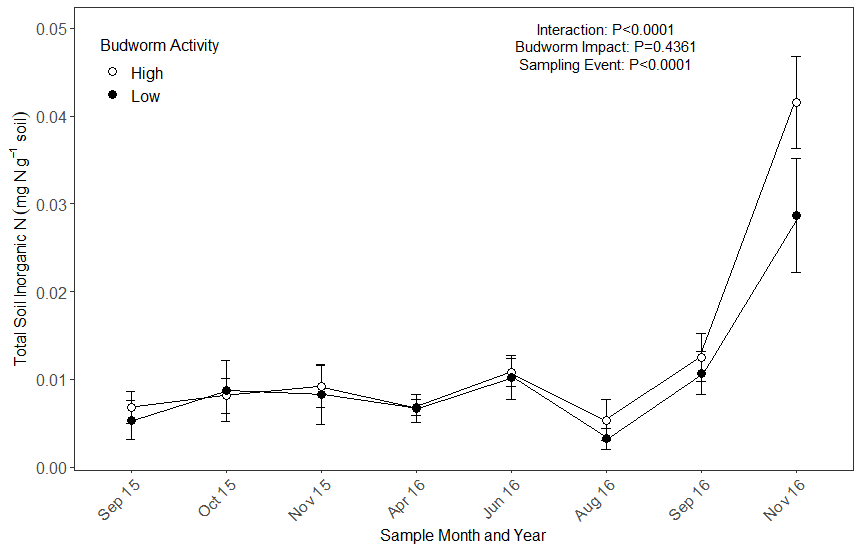 Interaction: P<0.0001
Budworm Impact: P=0.4361
Sampling Event: P<0.0001
Budworm Activity
High
Low
Total Soil Inorganic N (mg N g⁻¹ soil)
0.05
0.04
0.03
0.02
0.01
0.00
Sep 15
Oct 15
Nov 15
Apr 16
Jun 16
Aug 16
Sep 16
Nov 16
Sample Month and Year